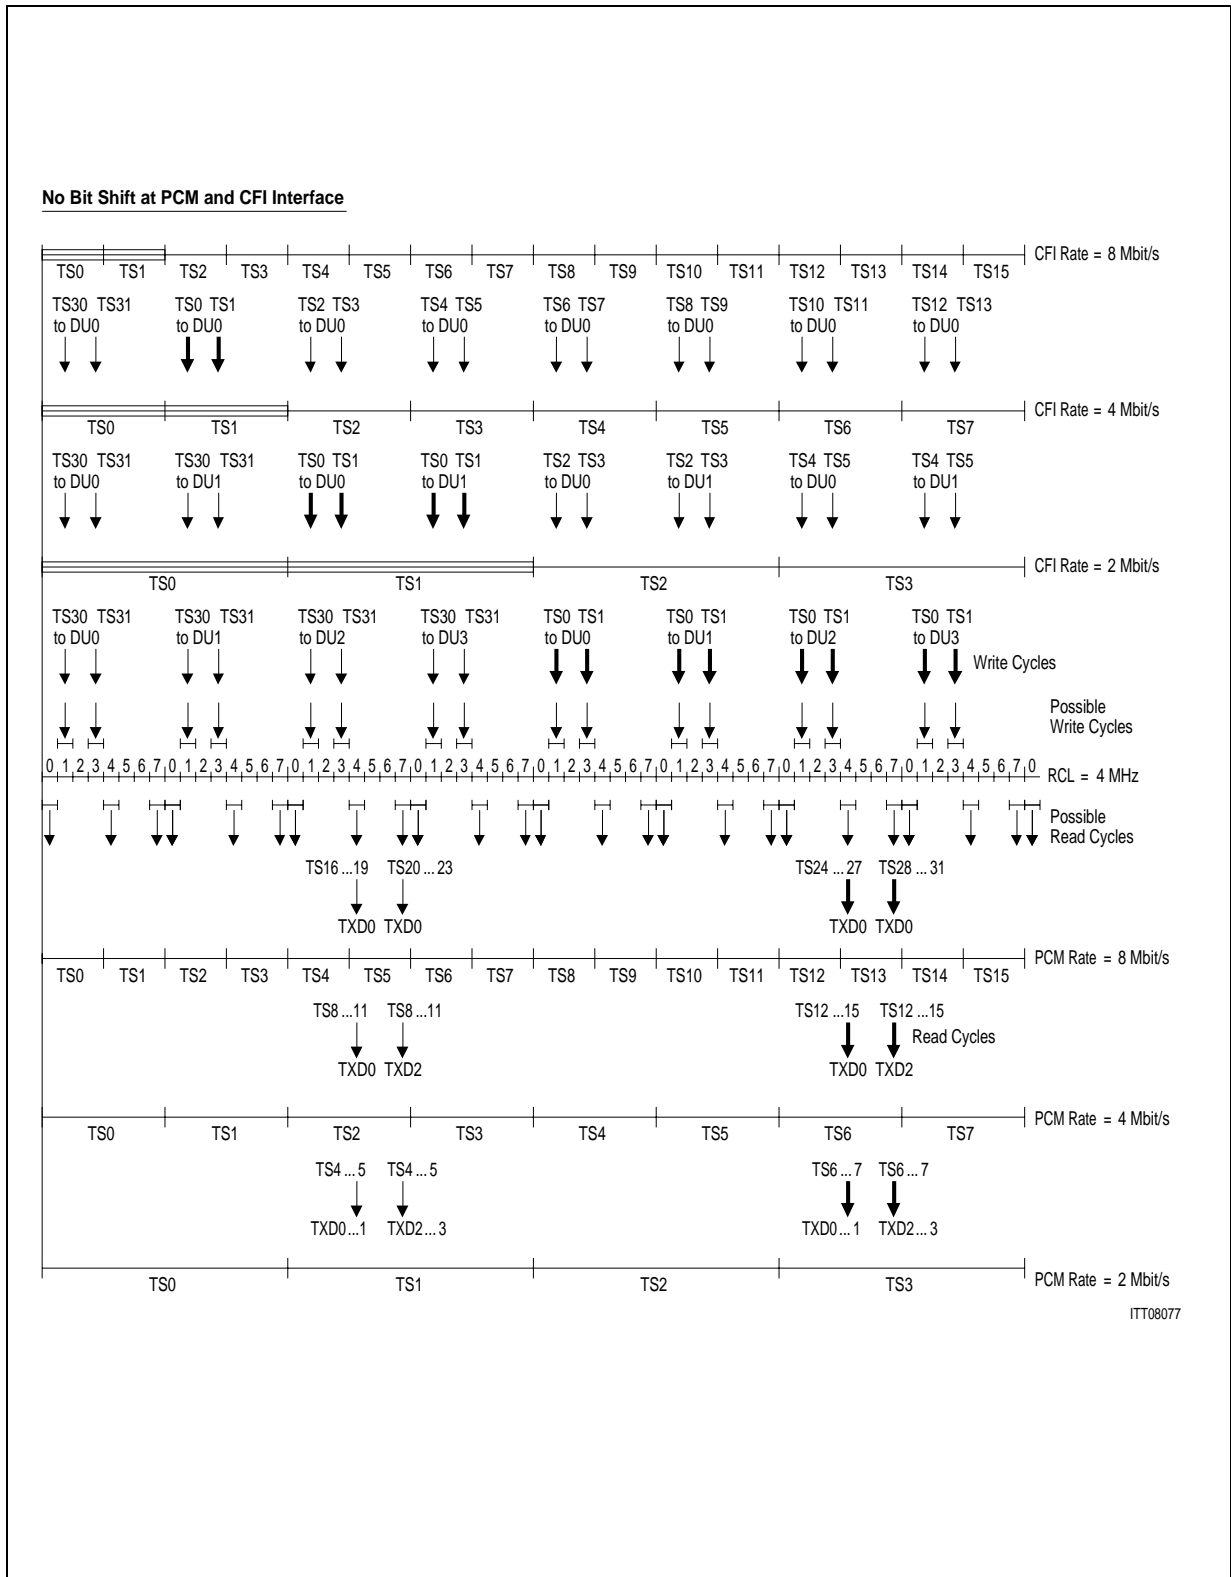 No Bit Shift at PCM and CFI Interface
CFI Rate = 8 Mbit/s
TS0 TS1 TS2 TS3 TS4 TS5 TS6 TS7 TS8 TS9 TS10 TS11 TS12 TS13 TS14 TS15
TS30 TS31 TS0 TS1 TS2 TS3 TS4 TS5 TS6 TS7 TS8 TS9 TS10 TS11 TS12 TS13
to DU0 to DU0 to DU0 to DU0 to DU0 to DU0 to DU0 to DU0
CFI Rate = 4 Mbit/s
TS0 TS1 TS2 TS3 TS4 TS5 TS6 TS7
TS30 TS31 TS30 TS31 TS0 TS1 TS0 TS1 TS2 TS3 TS2 TS3 TS4 TS5 TS4 TS5
to DU0 to DU1 to DU0 to DU1 to DU0 to DU1 to DU0 to DU1
CFI Rate = 2 Mbit/s
TS0 TS1 TS2 TS3
TS30 TS31 TS30 TS31 TS30 TS31 TS30 TS31 TS0 TS1 TS0 TS1 TS0 TS1 TS0 TS1
to DU0 to DU1 to DU2 to DU3 to DU0 to DU1 to DU2 to DU3
Write Cycles
Possible
Write Cycles
0 1 2 3 4 5 6 7 0 1 2 3 4 5 6 7 0 1 2 3 4 5 6 7 0 1 2 3 4 5 6 7 0 1 2 3 4 5 6 7 0 1 2 3 4 5 6 7 0 1 2 3 4 5 6 7 0 1 2 3 4 5 6 7 0
RCL = 4 MHz
Possible
Read Cycles
TS16 ... 19 TS20 ... 23 TS24 ... 27 TS28 ... 31
TXD0 TXD0 TXD0 TXD0
PCM Rate = 8 Mbit/s
TS0 TS1 TS2 TS3 TS4 TS5 TS6 TS7 TS8 TS9 TS10 TS11 TS12 TS13 TS14 TS15
TS8 ...11 TS8 ...11 TS12 ...15 TS12 ...15
Read Cycles
TXD0 TXD2 TXD0 TXD2
PCM Rate = 4 Mbit/s
TS0 TS1 TS2 TS3 TS4 TS5 TS6 TS7
TS4 ... 5 TS4 ... 5 TS6 ... 7 TS6 ... 7
TXD0...1 TXD2 ... 3 TXD0 ... 1 TXD2 ... 3
PCM Rate = 2 Mbit/s
TS0 TS1 TS2 TS3
ITT08077